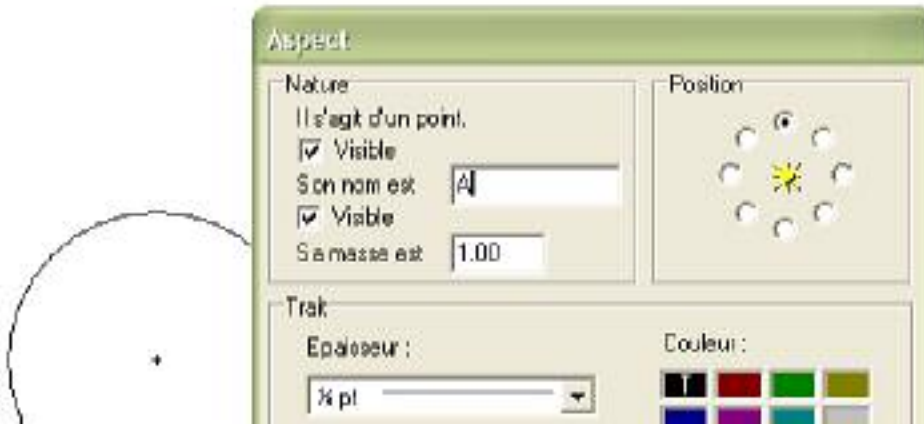 Aspect
Nature
Il s'agit d'un point.
Visible
Son nom est A
Visible
Sa masse est 1.00
Position
Trait
Epaisseur :
¼ pt
Couleur :
T